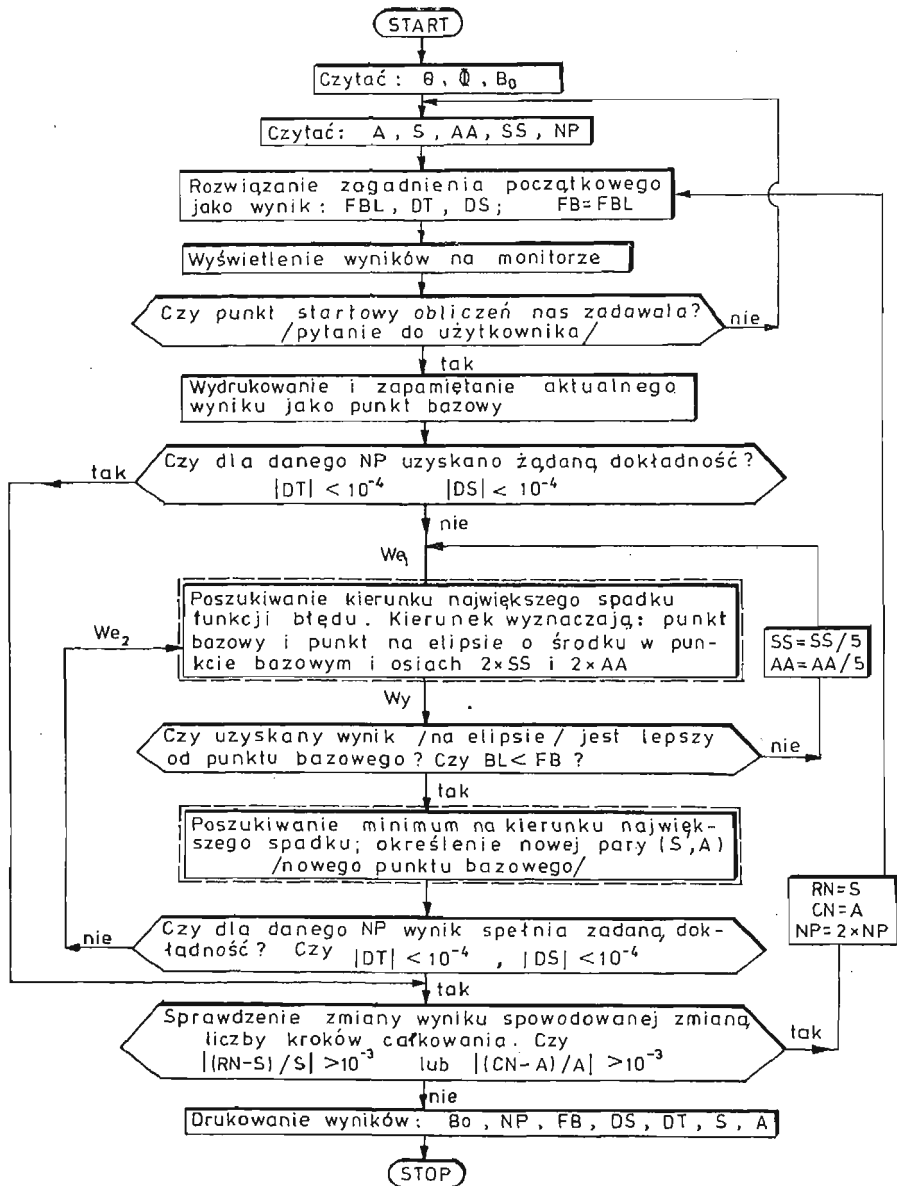 START
Czytać: Θ, Φ, B₀
Czytać: A, S, AA, SS, NP
Rozwiązanie zagadnienia początkowego
jako wynik: FBL, DT, DS; FB=FBL
Wyświetlenie wyników na monitorze
Czy punkt startowy obliczeń nas zadawala?
/pytanie do użytkownika/
nie
tak
Wydrukowanie i zapamiętanie aktualnego
wyniku jako punkt bazowy
Czy dla danego NP uzyskano żądaną dokładność?
|DT| < 10⁻⁴ |DS| < 10⁻⁴
tak
nie
We₁
Poszukiwanie kierunku największego spadku
funkcji błędu. Kierunek wyznaczają: punkt
bazowy i punkt na elipsie o środku w pun-
kcie bazowym i osiach 2×SS i 2×AA
We₂
SS=SS/5
AA=AA/5
Wy
Czy uzyskany wynik /na elipsie/ jest lepszy
od punktu bazowego? Czy BL< FB ?
nie
tak
Poszukiwanie minimum na kierunku najwięk-
szego spadku; określenie nowej pary (S,A)
/nowego punktu bazowego/
RN=S
CN=A
NP=2×NP
Czy dla danego NP wynik spełnia zadaną dok-
ładność? Czy |DT| <10⁻⁴ , |DS| <10⁻⁴
nie
tak
Sprawdzenie zmiany wyniku spowodowanej zmianą
liczby kroków całkowania. Czy
|(RN-S)/S| >10⁻³ lub |(CN-A)/A| >10⁻³
tak
nie
Drukowanie wyników: Bo, NP, FB, DS, DT, S, A
STOP